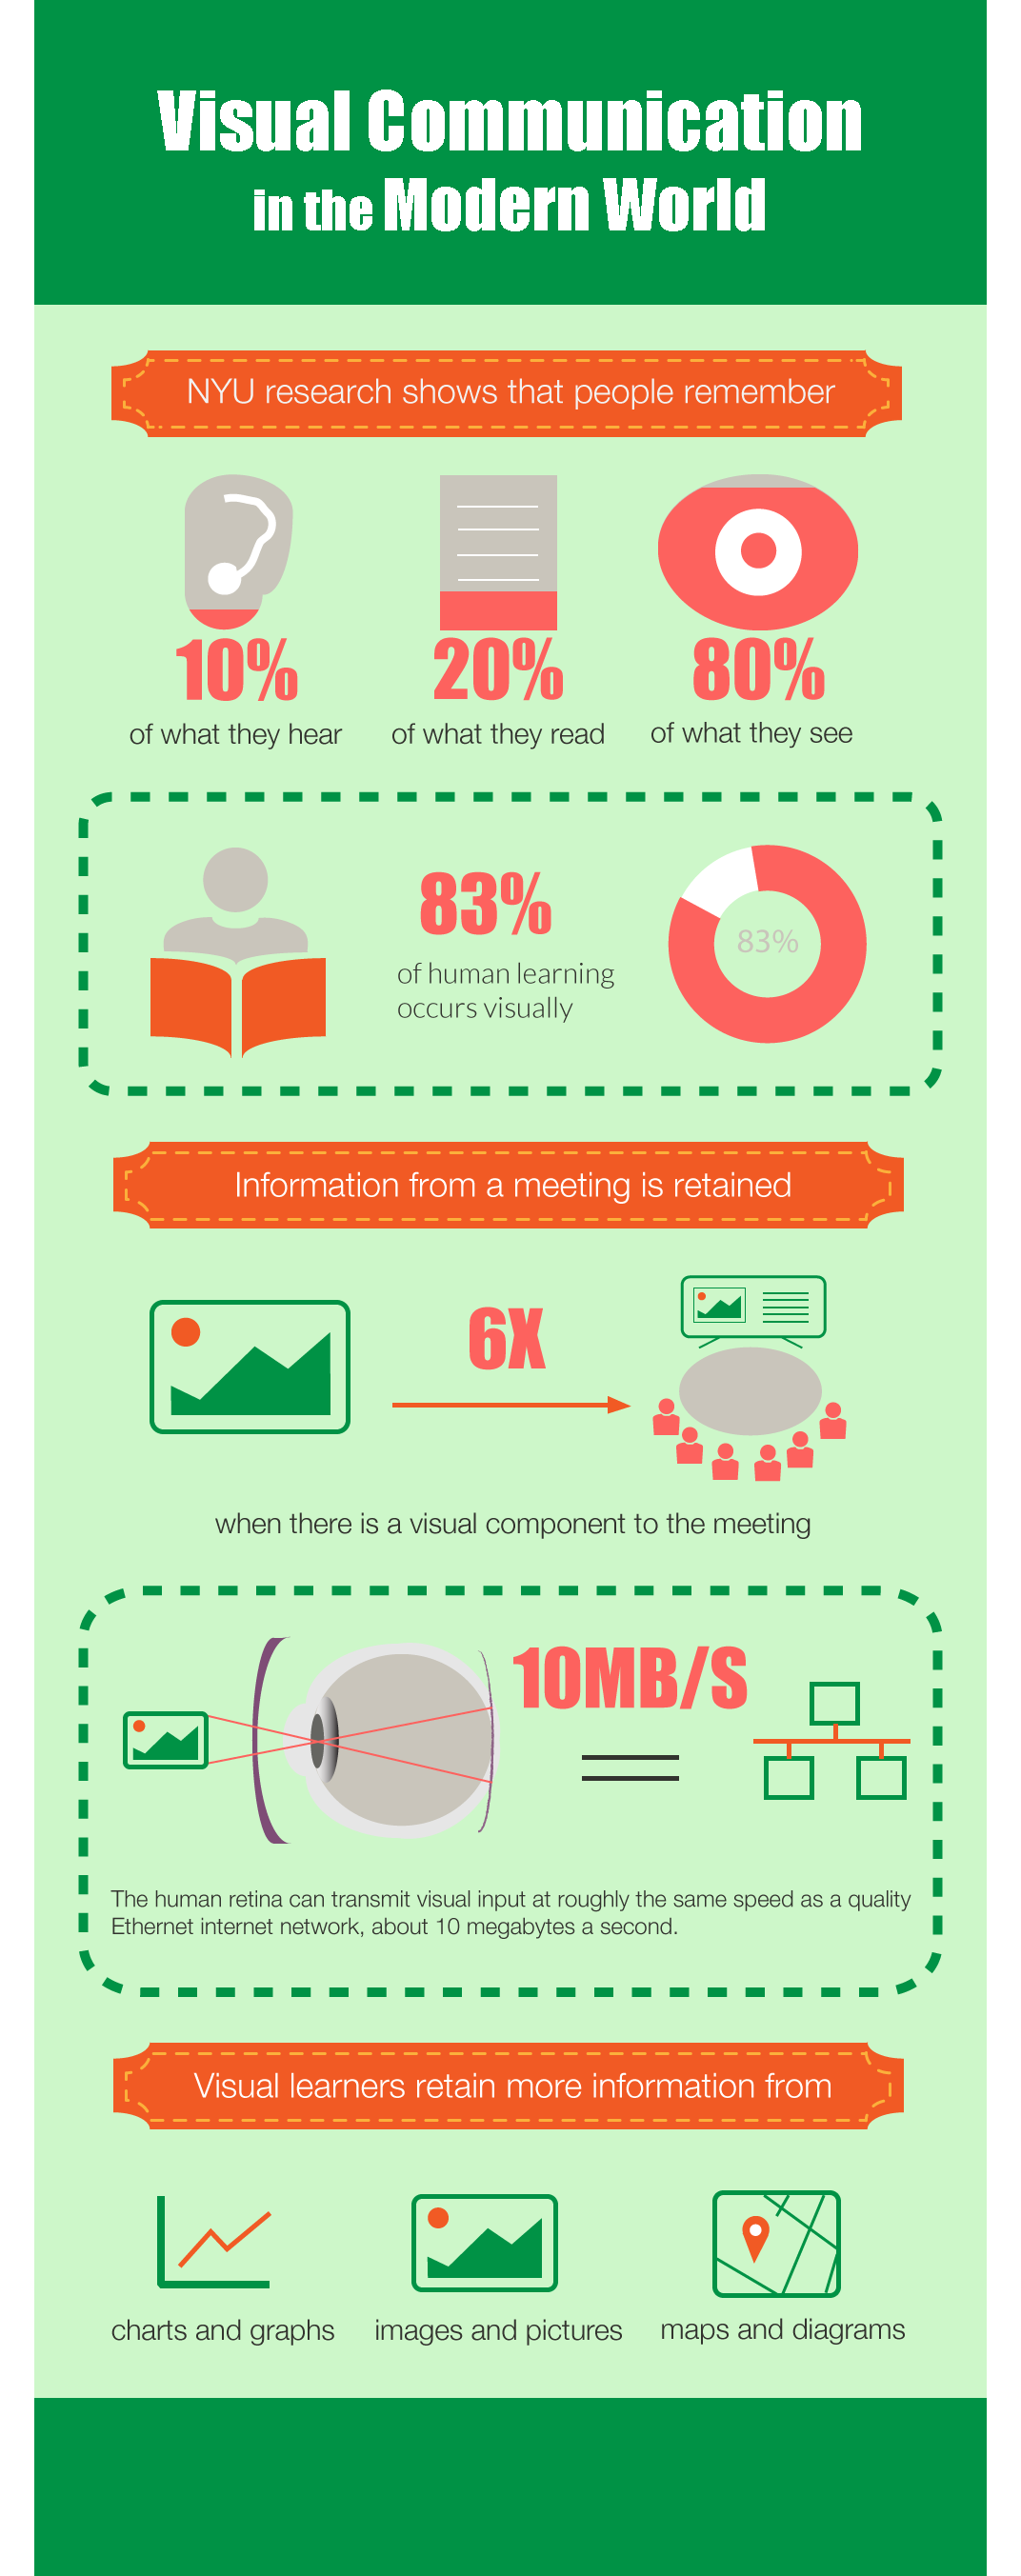 Visual Communication
in the Modern World
NYU research shows that people remember
10%
of what they hear
20%
of what they read
80%
of what they see
83%
of human learning
occurs visually
83%
Information from a meeting is retained
6X
when there is a visual component to the meeting
10MB/S
The human retina can transmit visual input at roughly the same speed as a quality
Ethernet internet network, about 10 megabytes a second.
Visual learners retain more information from
charts and graphs
images and pictures
maps and diagrams